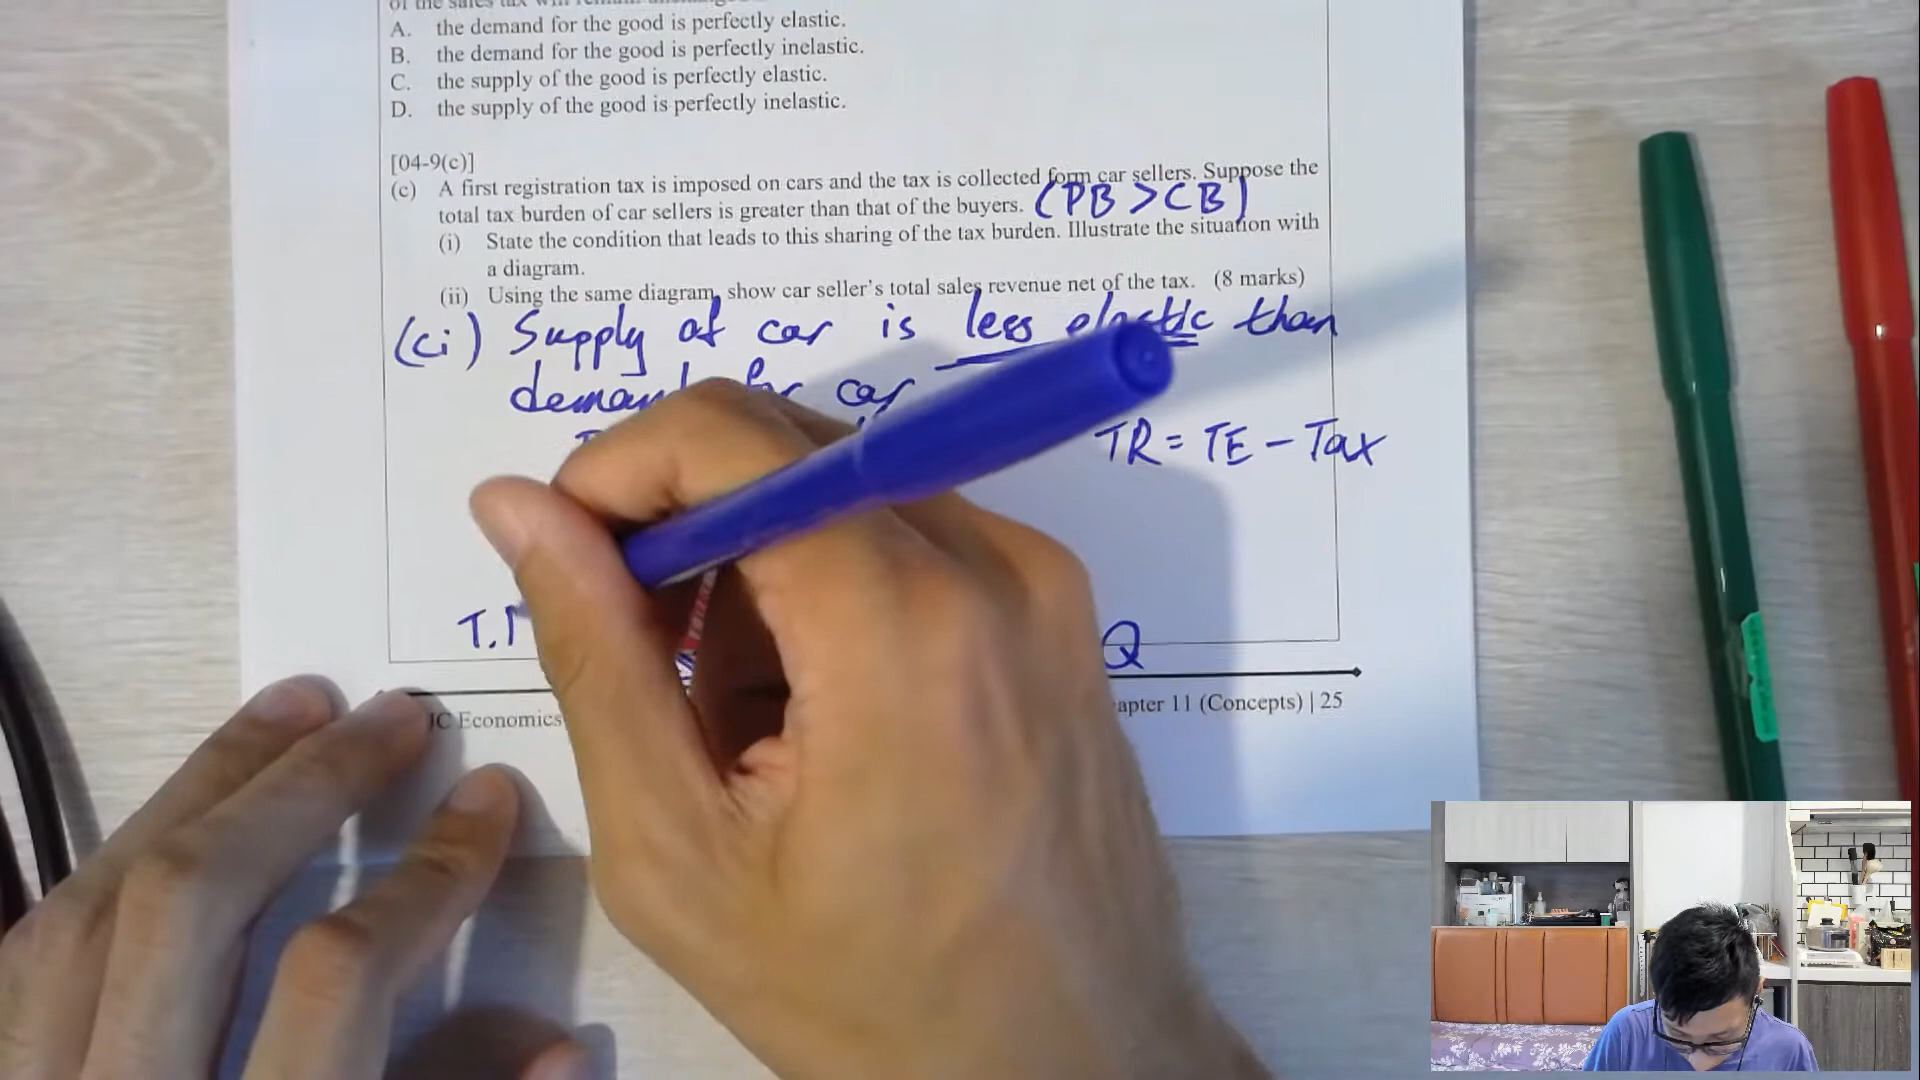 A. the demand for the good is perfectly elastic.
B. the demand for the good is perfectly inelastic.
C. the supply of the good is perfectly elastic.
D. the supply of the good is perfectly inelastic.
[04-9(c)]
(c) A first registration tax is imposed on cars and the tax is collected form car sellers. Suppose the
total tax burden of car sellers is greater than that of the buyers. (PB > CB)
(i) State the condition that leads to this sharing of the tax burden. Illustrate the situation with
a diagram.
(ii) Using the same diagram, show car seller's total sales revenue net of the tax. (8 marks)
(ci) Supply of car is less elastic than
demand for car
TR = TE - Tax
Q
JC Economics
apter 11 (Concepts) | 25